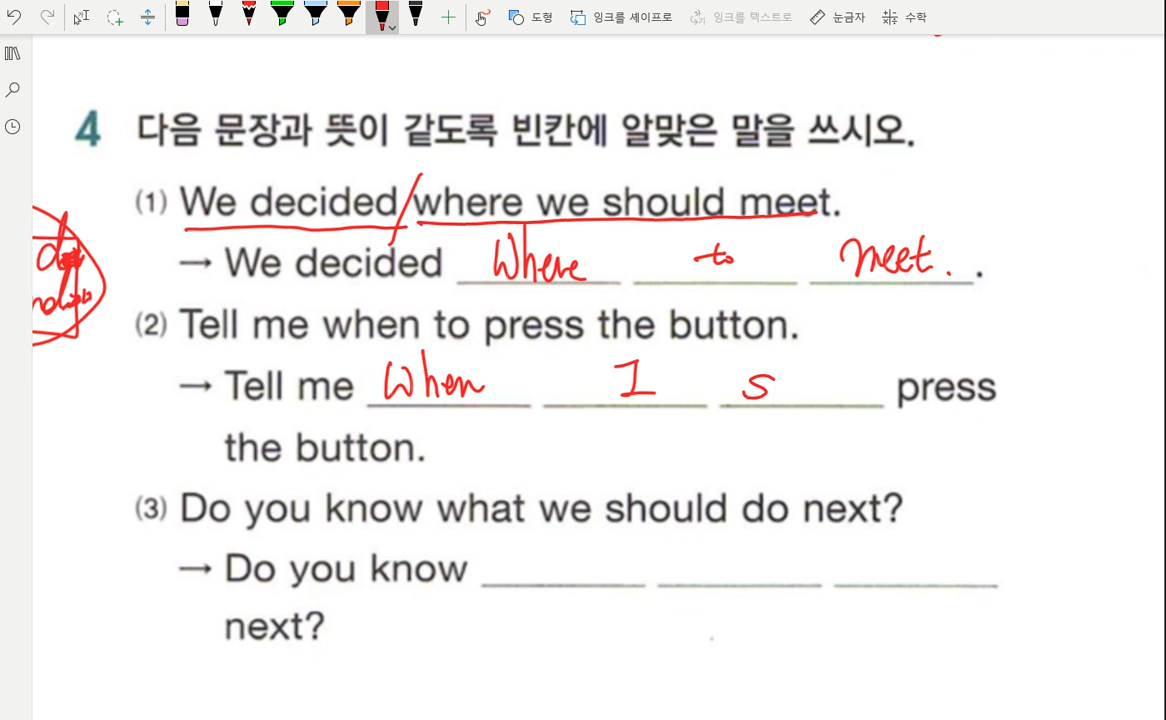 도형 잉크를 셰이프로 잉크를 텍스트로 눈금자 수학
4 다음 문장과 뜻이 같도록 빈칸에 알맞은 말을 쓰시오.
(1) We decided/where we should meet.
→ We decided Where to meet. .
(2) Tell me when to press the button.
→ Tell me When I s press
the button.
(3) Do you know what we should do next?
→ Do you know
next?